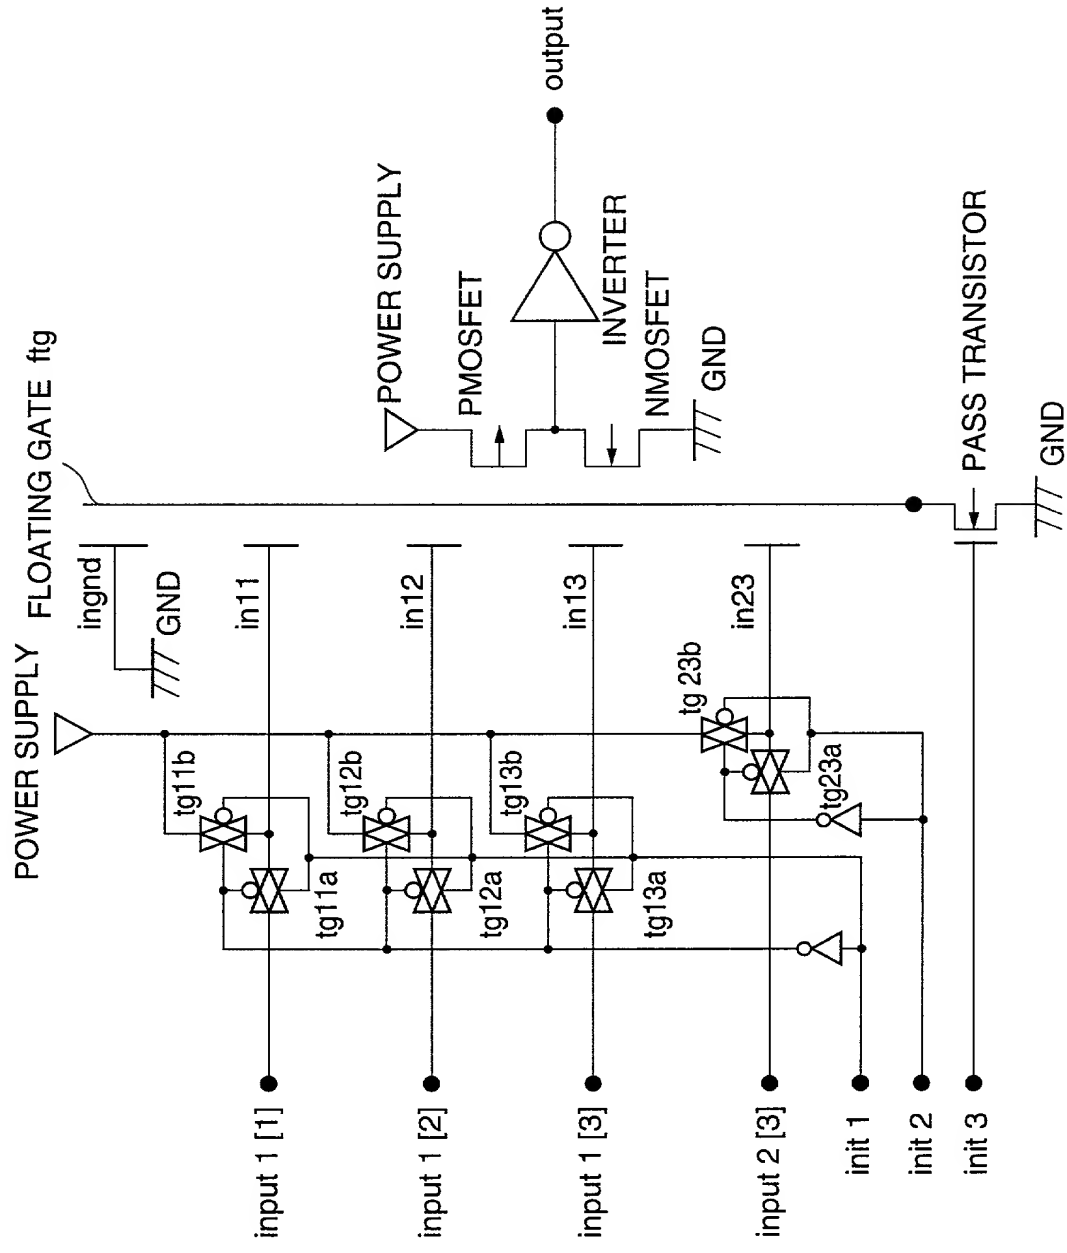 POWER SUPPLY
FLOATING GATE ftg
ingnd
GND
tg11b
in11
tg11a
input 1 [1]
tg12b
in12
tg12a
input 1 [2]
tg13b
in13
tg13a
input 1 [3]
tg 23b
in23
tg23a
input 2 [3]
init 1
init 2
init 3
POWER SUPPLY
PMOSFET
NMOSFET
GND
INVERTER
output
PASS TRANSISTOR
GND